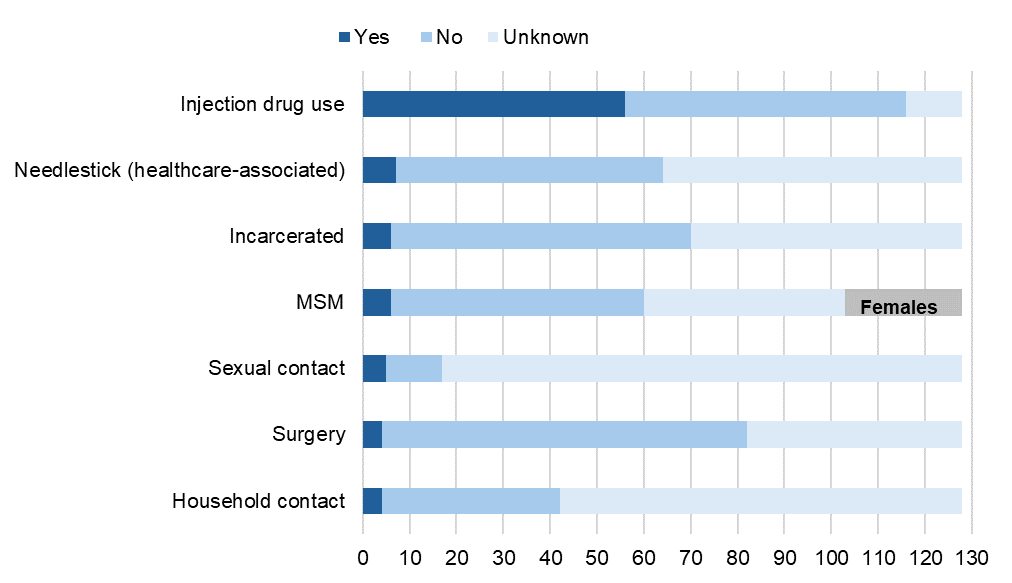 Yes No Unknown
Injection drug use
Needlestick (healthcare-associated)
Incarcerated
MSM
Females
Sexual contact
Surgery
Household contact
0 10 20 30 40 50 60 70 80 90 100 110 120 130